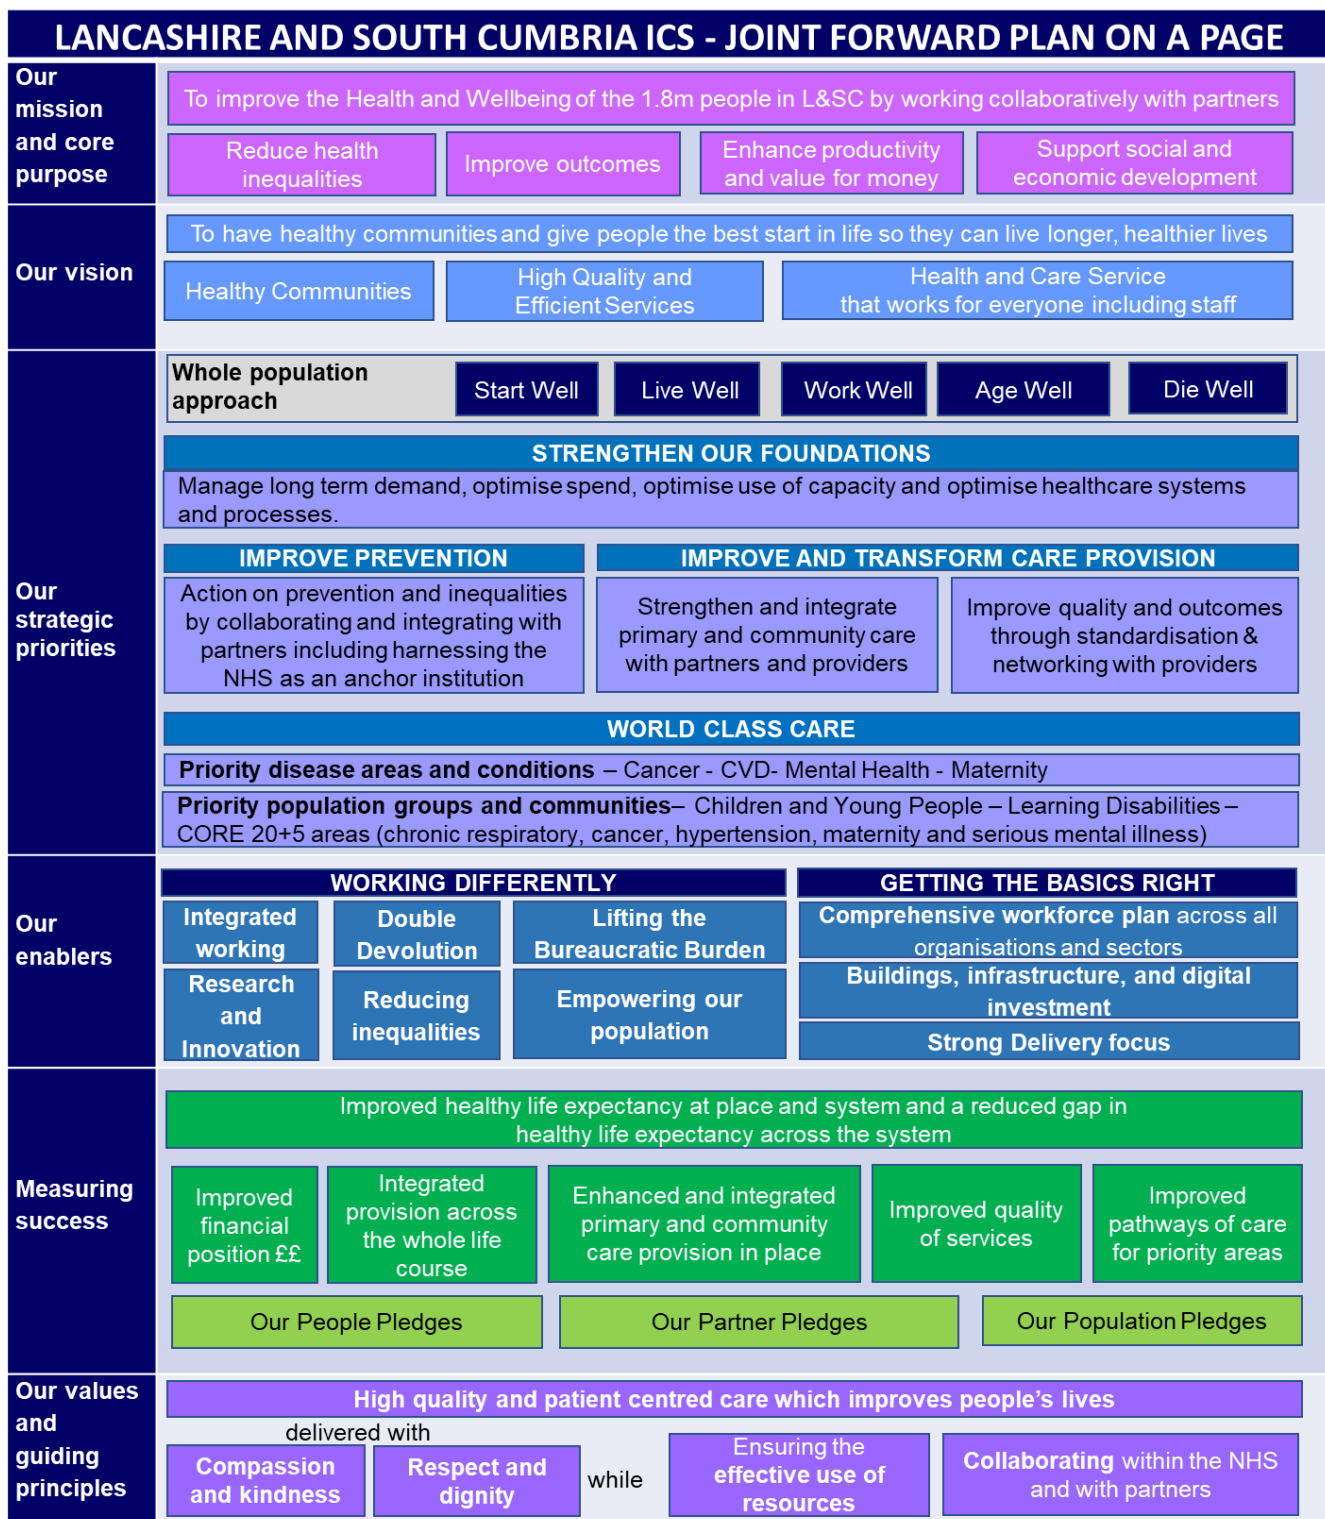 LANCASHIRE AND SOUTH CUMBRIA ICS - JOINT FORWARD PLAN ON A PAGE
Our
mission
and core
purpose
To improve the Health and Wellbeing of the 1.8m people in L&SC by working collaboratively with partners
Reduce health
inequalities
Improve outcomes
Enhance productivity
and value for money
Support social and
economic development
Our vision
To have healthy communities and give people the best start in life so they can live longer, healthier lives
Healthy Communities
High Quality and
Efficient Services
Health and Care Service
that works for everyone including staff
Our
strategic
priorities
Whole population
approach
Start Well
Live Well
Work Well
Age Well
Die Well
STRENGTHEN OUR FOUNDATIONS
Manage long term demand, optimise spend, optimise use of capacity and optimise healthcare systems
and processes.
IMPROVE PREVENTION
Action on prevention and inequalities
by collaborating and integrating with
partners including harnessing the
NHS as an anchor institution
IMPROVE AND TRANSFORM CARE PROVISION
Strengthen and integrate
primary and community care
with partners and providers
Improve quality and outcomes
through standardisation &
networking with providers
WORLD CLASS CARE
Priority disease areas and conditions – Cancer - CVD- Mental Health - Maternity
Priority population groups and communities– Children and Young People – Learning Disabilities –
CORE 20+5 areas (chronic respiratory, cancer, hypertension, maternity and serious mental illness)
Our
enablers
WORKING DIFFERENTLY
Integrated
working
Double
Devolution
Lifting the
Bureaucratic Burden
Research
and
Innovation
Reducing
inequalities
Empowering our
population
GETTING THE BASICS RIGHT
Comprehensive workforce plan across all
organisations and sectors
Buildings, infrastructure, and digital
investment
Strong Delivery focus
Measuring
success
Improved healthy life expectancy at place and system and a reduced gap in
healthy life expectancy across the system
Improved
financial
position ££
Integrated
provision across
the whole life
course
Enhanced and integrated
primary and community
care provision in place
Improved quality
of services
Improved
pathways of care
for priority areas
Our People Pledges
Our Partner Pledges
Our Population Pledges
Our values
and
guiding
principles
High quality and patient centred care which improves people's lives
delivered with
Compassion
and kindness
Respect and
dignity
while
Ensuring the
effective use of
resources
Collaborating within the NHS
and with partners